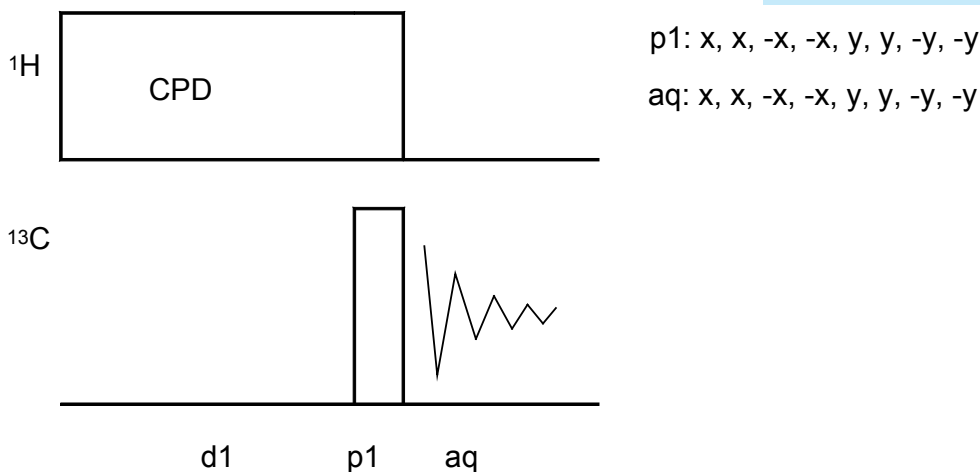 p1: x, x, -x, -x, y, y, -y, -y
¹H
CPD
aq: x, x, -x, -x, y, y, -y, -y
¹³C
d1 p1 aq